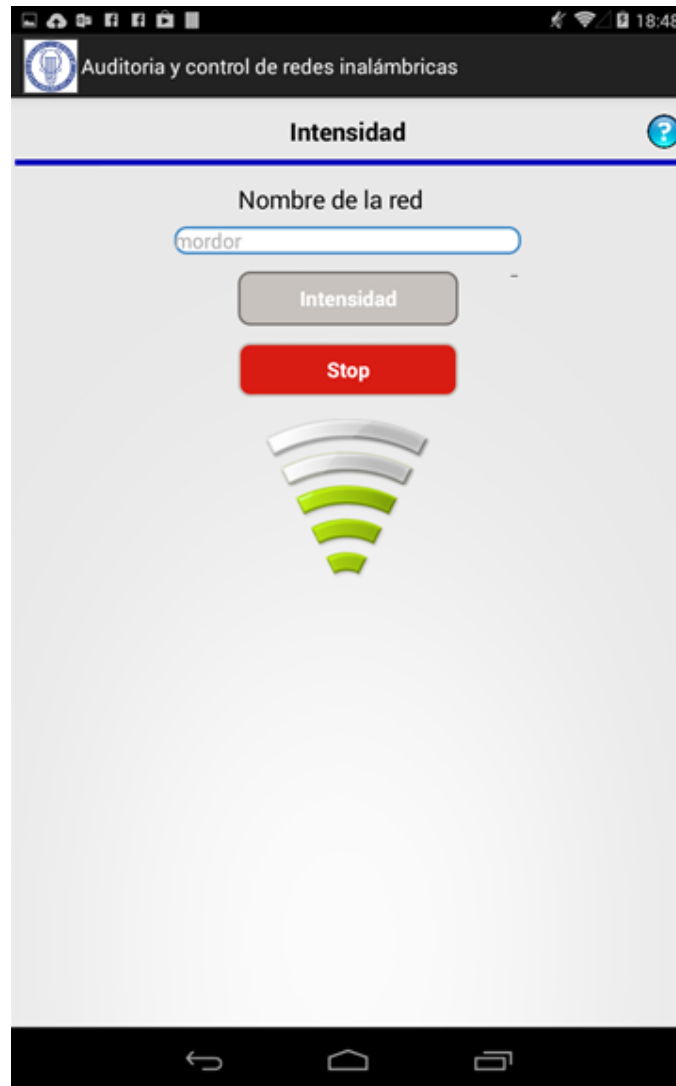 18:48
Auditoria y control de redes inalámbricas
Intensidad
?
Nombre de la red
mordor
Intensidad
Stop